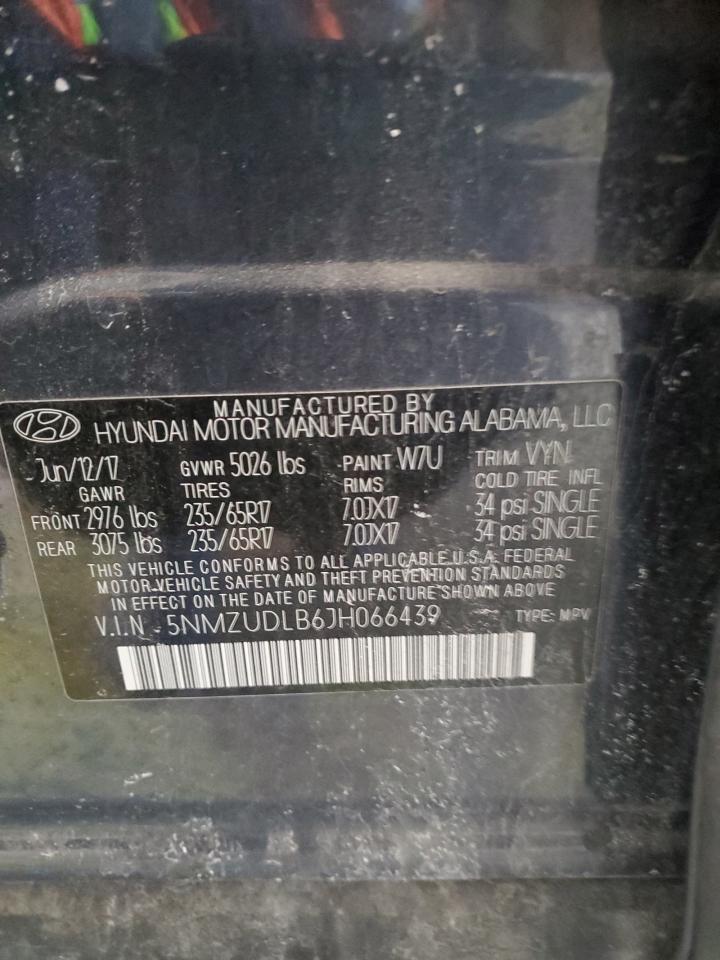 MANUFACTURED BY
HYUNDAI MOTOR MANUFACTURING ALABAMA, LLC
Jun/12/17 GVWR 5026 lbs PAINT W7U TRIM VYN
GAWR TIRES RIMS COLD TIRE INFL
FRONT 2976 lbs 235/65R17 7.0JX17 34 psi SINGLE
REAR 3075 lbs 235/65R17 7.0JX17 34 psi SINGLE
THIS VEHICLE CONFORMS TO ALL APPLICABLE U.S.A. FEDERAL
MOTOR VEHICLE SAFETY AND THEFT PREVENTION STANDARDS
IN EFFECT ON THE DATE OF MANUFACTURE SHOWN ABOVE
V.I.N 5NMZUDLB6JH066439 TYPE: MPV